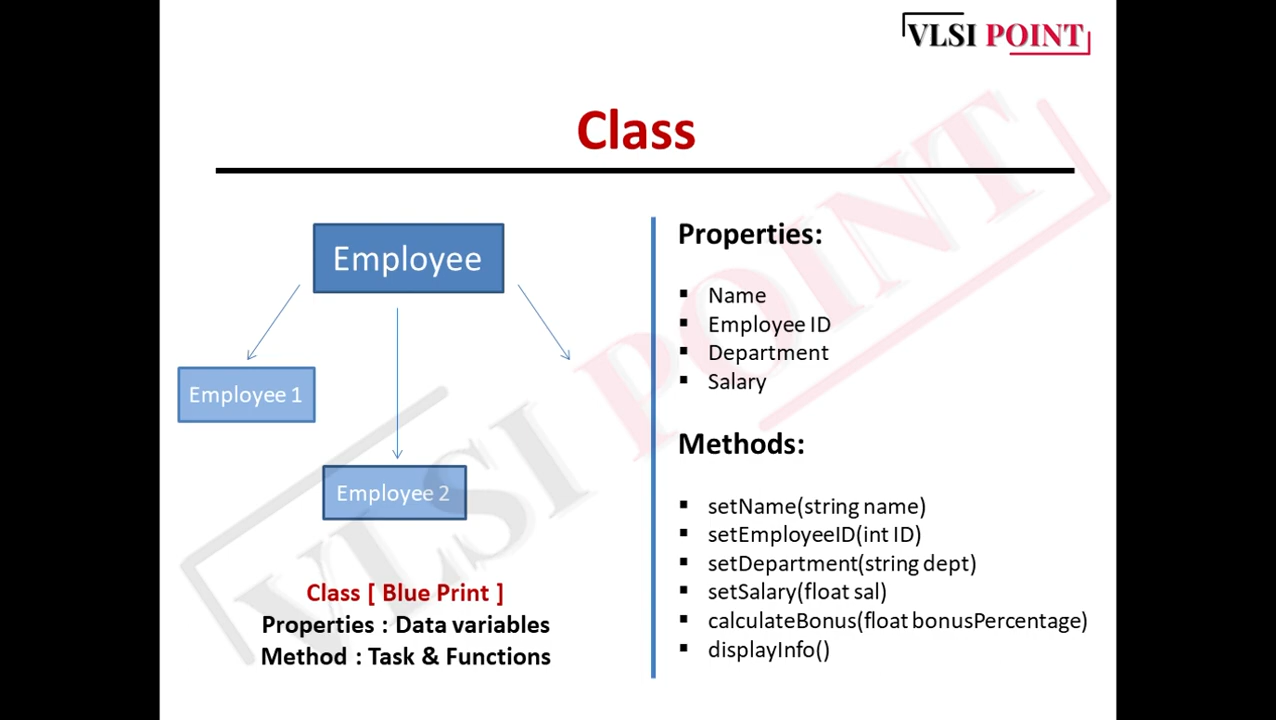 VLSI POINT
Class
Employee
Employee 1
Employee 2
Class [ Blue Print ]
Properties : Data variables
Method : Task & Functions
Properties:
▪ Name
▪ Employee ID
▪ Department
▪ Salary
Methods:
▪ setName(string name)
▪ setEmployeeID(int ID)
▪ setDepartment(string dept)
▪ setSalary(float sal)
▪ calculateBonus(float bonusPercentage)
▪ displayInfo()
VLSI POINT